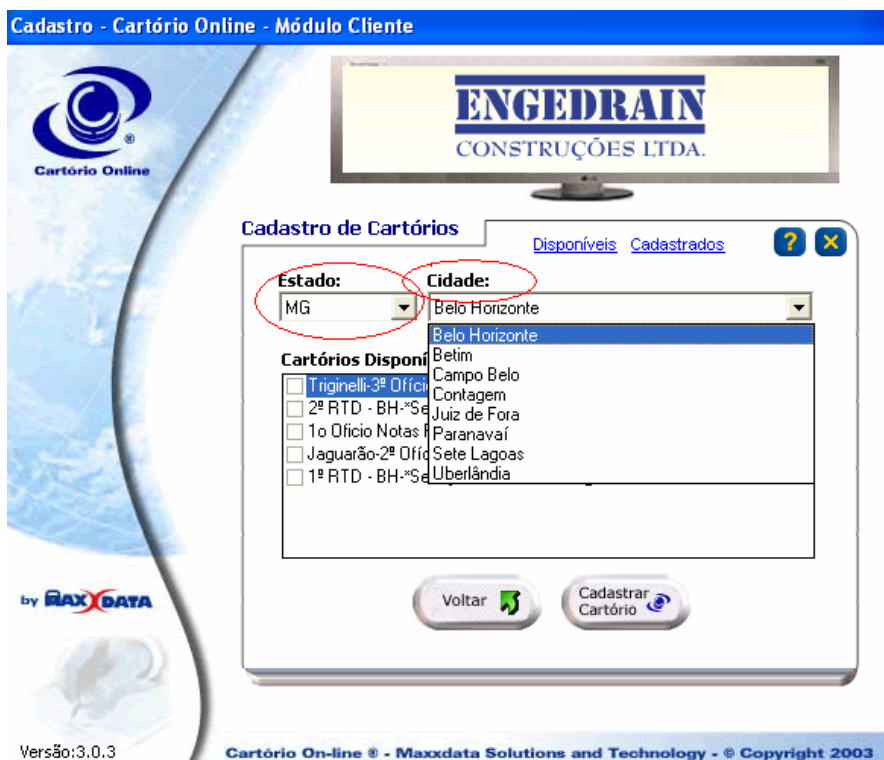 Cadastro - Cartório Online - Módulo Cliente
ENGEDRAIN
CONSTRUÇÕES LTDA.
Cartório Online
Cadastro de Cartórios
Disponíveis Cadastrados
Estado: Cidade:
MG Belo Horizonte
Belo Horizonte
Betim
Campo Belo
Contagem
Juiz de Fora
Paranavaí
Sete Lagoas
Uberlândia
Cartórios Disponí
Triginelli-3º Ofíci
2º RTD - BH-*Se
1o Oficio Notas
Jaguarão-2º Ofíc
1º RTD - BH-*Se
Voltar
Cadastrar
Cartório
by MAXXDATA
Versão:3.0.3
Cartório On-line ® - Maxxdata Solutions and Technology - © Copyright 2003